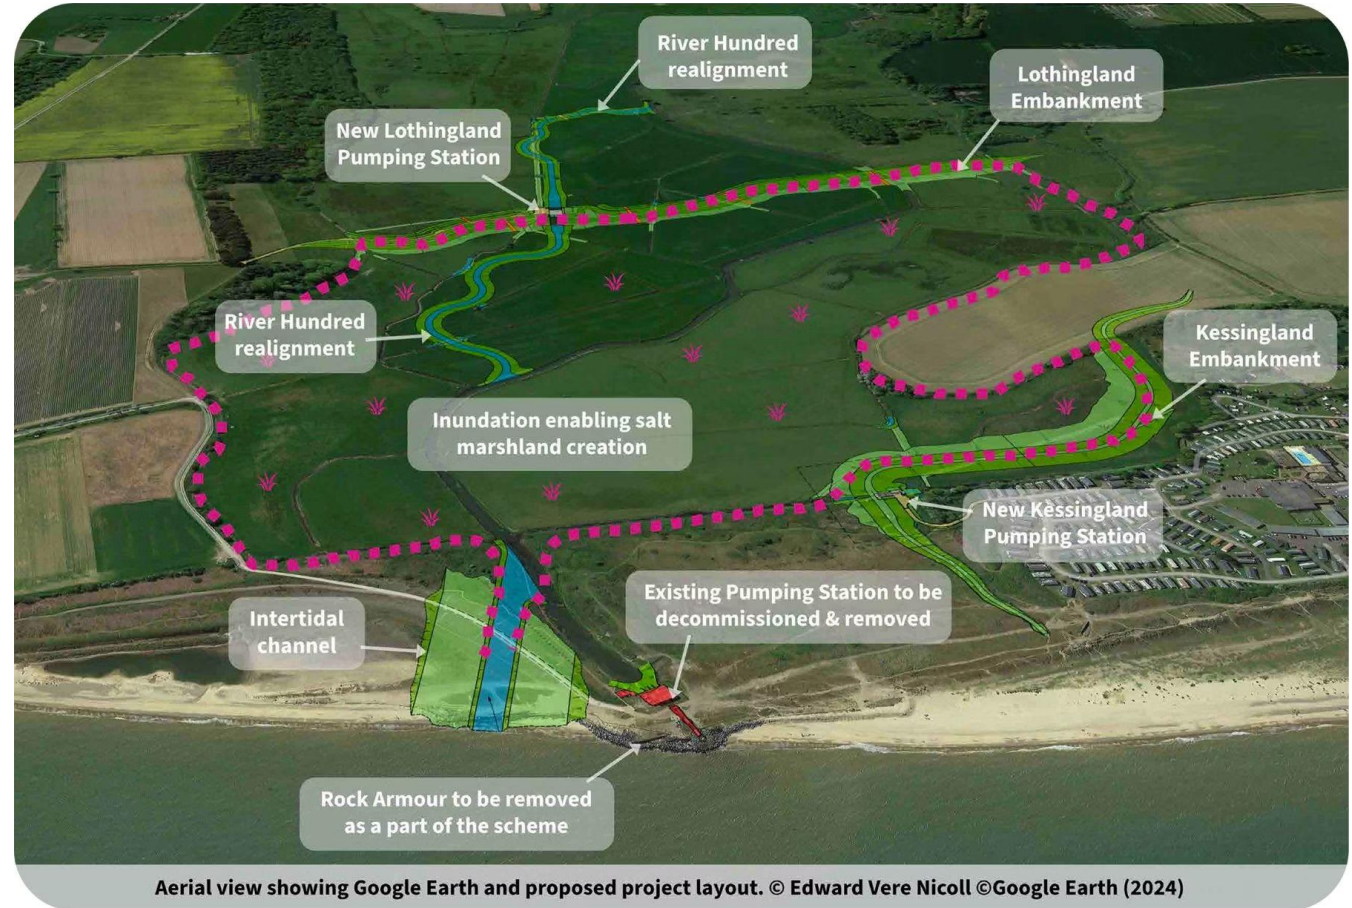 River Hundred
realignment
Lothingland
Embankment
New Lothingland
Pumping Station
River Hundred
realignment
Kessingland
Embankment
Inundation enabling salt
marshland creation
New Kessingland
Pumping Station
Existing Pumping Station to be
decommissioned & removed
Intertidal
channel
Rock Armour to be removed
as a part of the scheme
Aerial view showing Google Earth and proposed project layout. © Edward Vere Nicoll ©Google Earth (2024)